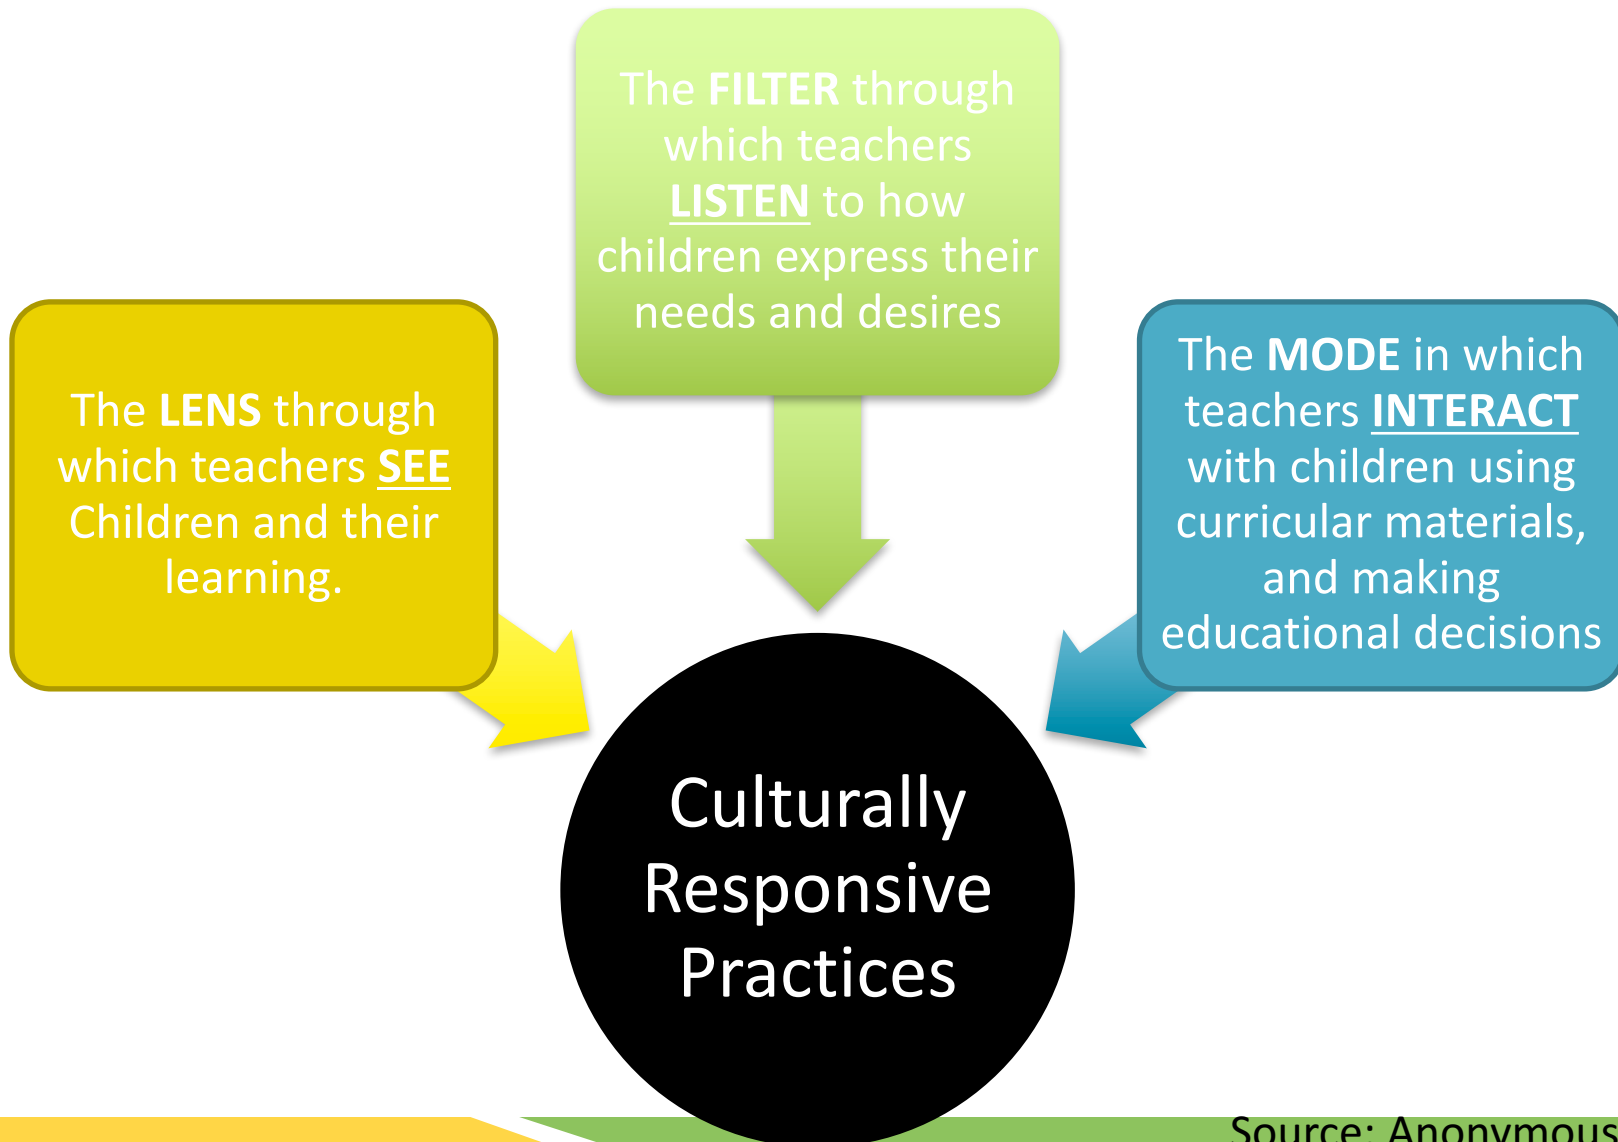 The FILTER through
which teachers
LISTEN to how
children express their
needs and desires
The LENS through
which teachers SEE
Children and their
learning.
The MODE in which
teachers INTERACT
with children using
curricular materials,
and making
educational decisions
Culturally
Responsive
Practices
Source: Anonymous